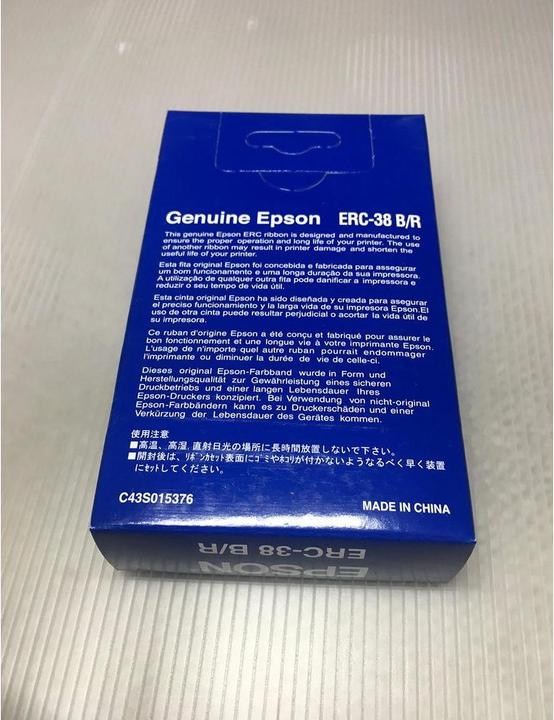 Genuine Epson ERC-38 B/R
This genuine Epson ERC ribbon is designed and manufactured to
ensure the proper operation and long life of your printer. The use
of another ribbon may result in printer damage and shorten the
useful life of your printer.
Esta fita original Epson foi concebida e fabricada para assegurar
um bom funcionamento e uma longa duração da sua impressora.
A utilização de qualquer outra fita pode danificar a impressora e
reduzir o seu tempo de vida útil.
Esta cinta original Epson ha sido diseñada y creada para asegurar
el preciso funcionamiento y la larga vida de su impresora Epson.El
uso de otra cinta puede resultar perjudicial o acortar la vida útil de
su impresora.
Ce ruban d'origine Epson a été conçu et fabriqué pour assurer le
bon fonctionnement et une longue vie à votre imprimante Epson.
L'usage de n'importe quel autre ruban pourrait endommager
l'imprimante ou diminuer la durée de vie de celle-ci.
Dieses original Epson-Farbband wurde in Form und
Herstellungsqualität zur Gewährleistung eines sicheren
Druckbetriebs und einer langen Lebensdauer Ihres
Epson-Druckers konzipiert. Bei Verwendung von nicht-original
Epson-Farbbändern kann es zu Druckerschäden und einer
Verkürzung der Lebensdauer des Gerätes kommen.
使用注意
■高温、高湿、直射日光の場所に長時間放置しないで下さい。
■開封後は、ﾘﾎﾞﾝｶｾｯﾄ表面にｺﾞﾐやﾎｺﾘが付かないようなるべく早く装置
にｾｯﾄしてください。
C43S015376
MADE IN CHINA
ERC-38 B/R
EPSON